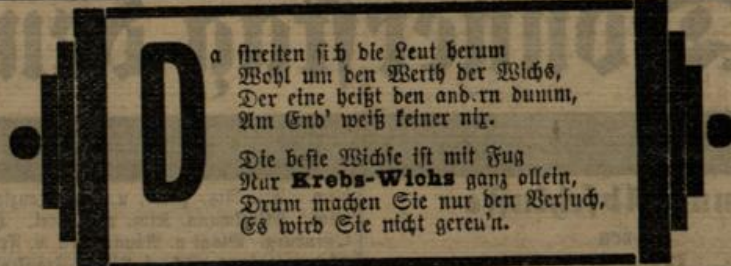 Da streiten sich die Leut herum
Wohl um den Werth der Wichs,
Der eine heißt den and.rn dumm,
Am End' weiß keiner nix.
Die beste Wichse ist mit Fug
Nur Krebs-Wichs ganz ollein,
Drum machen Sie nur den Versuch,
Es wird Sie nicht gereu'n.